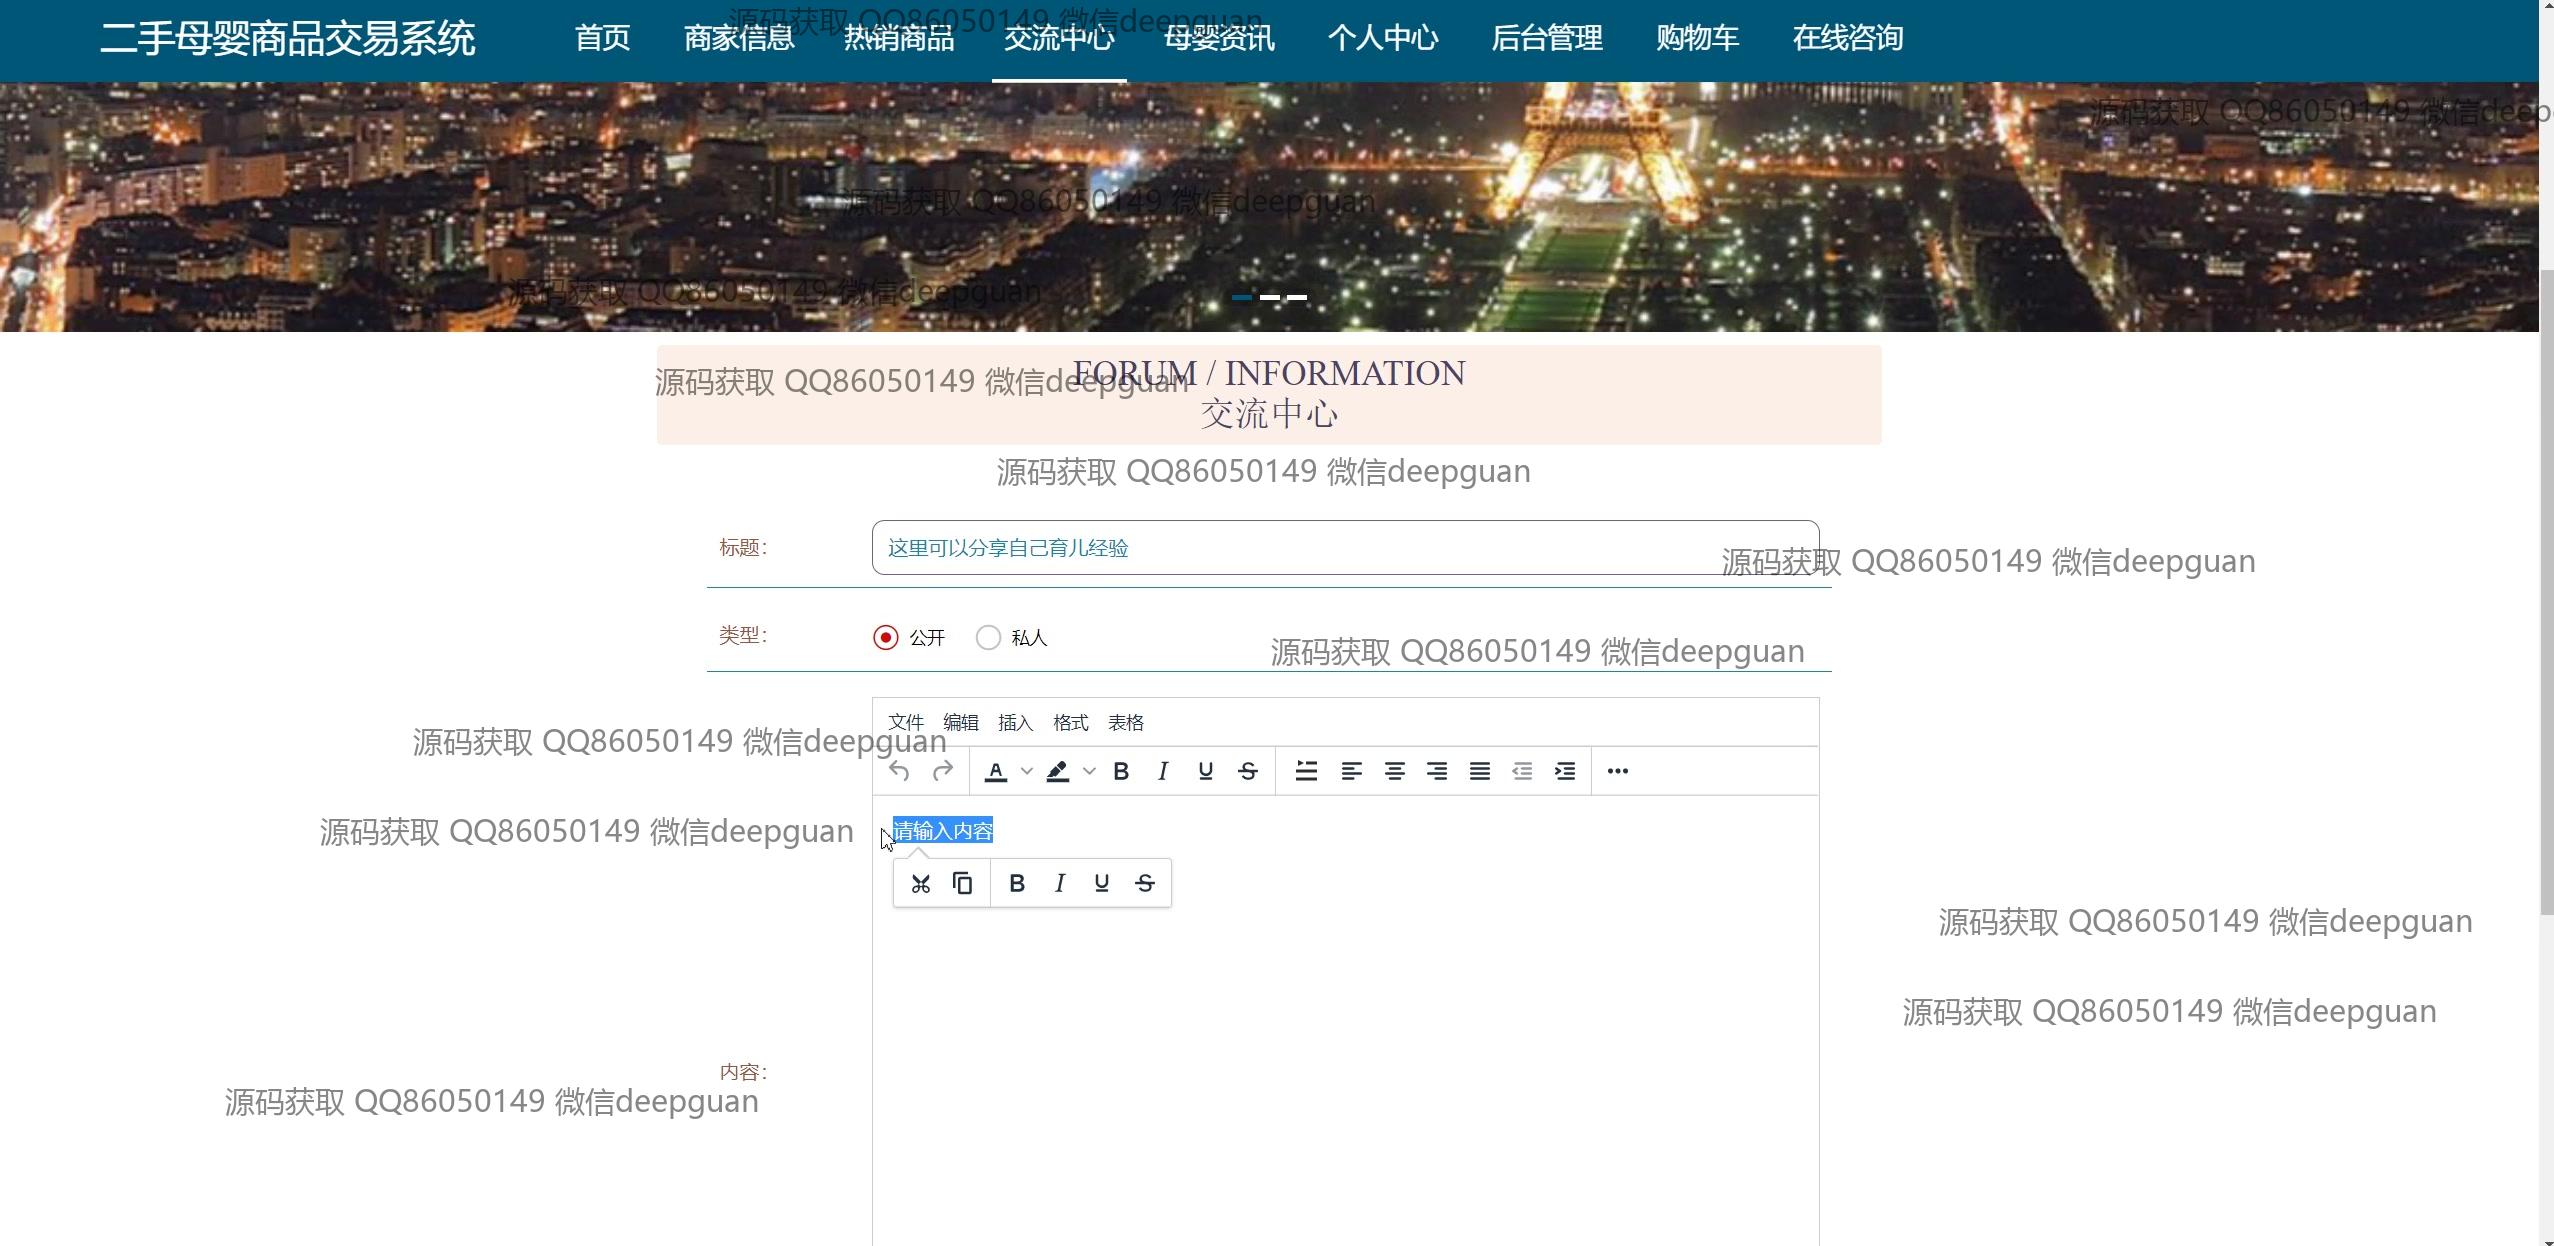 二手母婴商品交易系统 首页 商家信息 热销商品 交流中心 母婴资讯 个人中心 后台管理 购物车 在线咨询
源码获取 QQ86050149 微信deepguan
源码获取 QQ86050149 微信deep
源码获取 QQ86050149 微信deepguan
源码获取 QQ86050149 微信deepguan
FORUM / INFORMATION
源码获取 QQ86050149 微信deepguan
交流中心
源码获取 QQ86050149 微信deepguan
标题：
这里可以分享自己育儿经验
源码获取 QQ86050149 微信deepguan
类型：
公开 私人
源码获取 QQ86050149 微信deepguan
文件 编辑 插入 格式 表格
源码获取 QQ86050149 微信deepguan
请输入内容
源码获取 QQ86050149 微信deepguan
源码获取 QQ86050149 微信deepguan
源码获取 QQ86050149 微信deepguan
内容：
源码获取 QQ86050149 微信deepguan